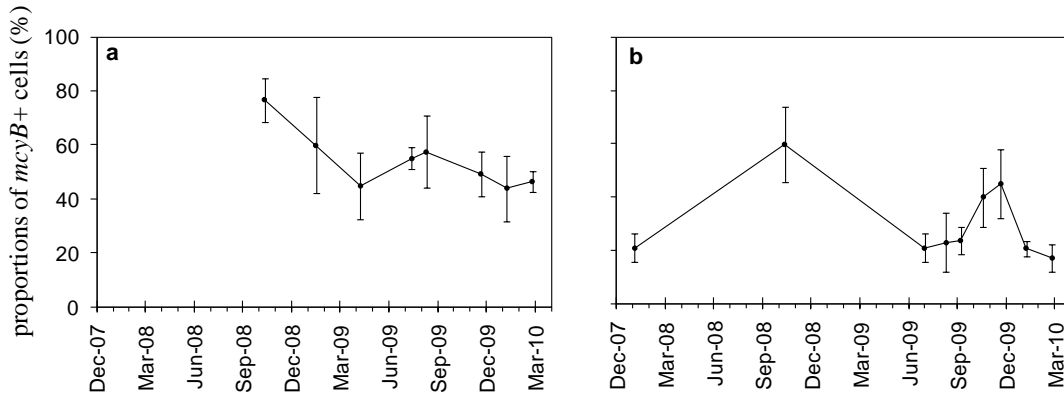 proportions of mcyB+ cells (%)
100
80
60
40
20
0
a
Dec-07
Mar-08
Jun-08
Sep-08
Dec-08
Mar-09
Jun-09
Sep-09
Dec-09
Mar-10
b
Dec-07
Mar-08
Jun-08
Sep-08
Dec-08
Mar-09
Jun-09
Sep-09
Dec-09
Mar-10